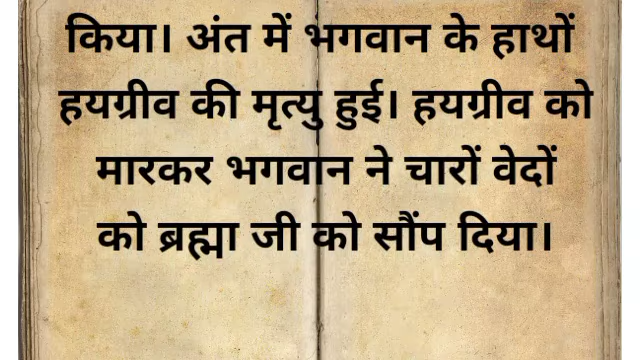 किया। अंत में भगवान के हाथों
हयग्रीव की मृत्यु हुई। हयग्रीव को
मारकर भगवान ने चारों वेदों
को ब्रह्मा जी को सौंप दिया।